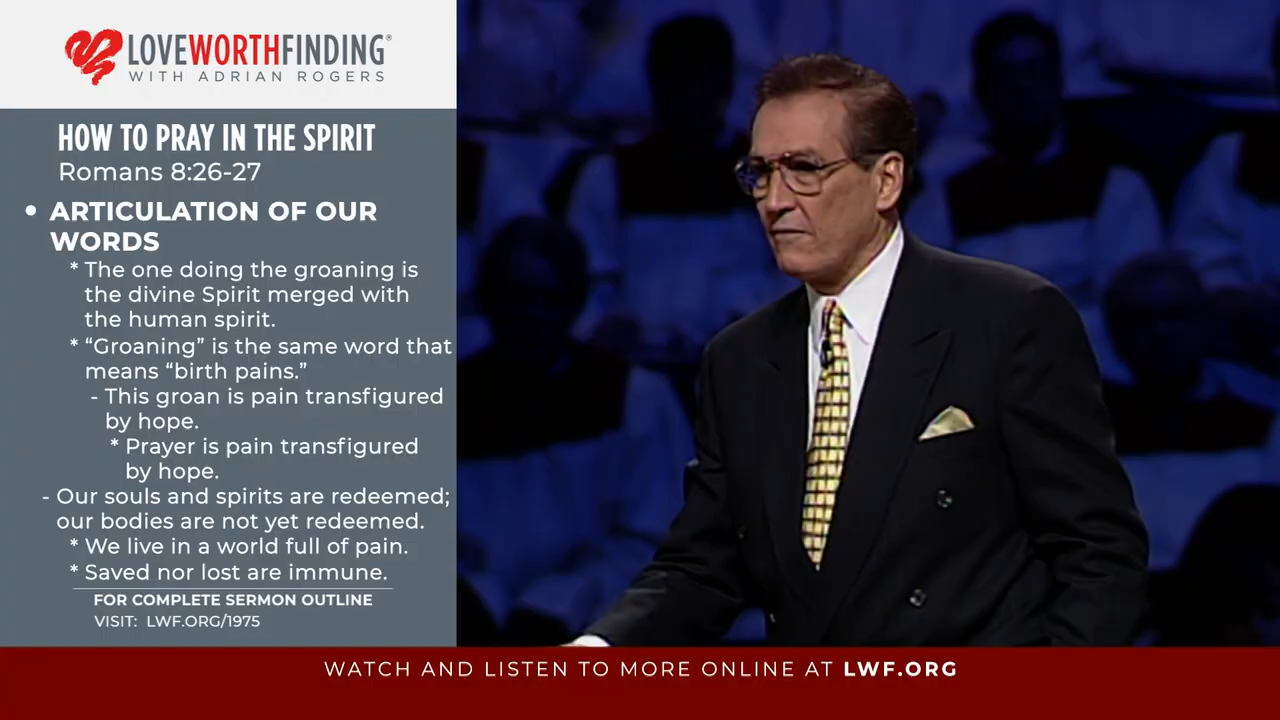 LOVEWORTHFINDING®
WITH ADRIAN ROGERS
HOW TO PRAY IN THE SPIRIT
Romans 8:26-27
• ARTICULATION OF OUR
WORDS
* The one doing the groaning is
the divine Spirit merged with
the human spirit.
* “Groaning” is the same word that
means “birth pains.”
- This groan is pain transfigured
by hope.
* Prayer is pain transfigured
by hope.
- Our souls and spirits are redeemed;
our bodies are not yet redeemed.
* We live in a world full of pain.
* Saved nor lost are immune.
FOR COMPLETE SERMON OUTLINE
VISIT: LWF.ORG/1975
WATCH AND LISTEN TO MORE ONLINE AT LWF.ORG